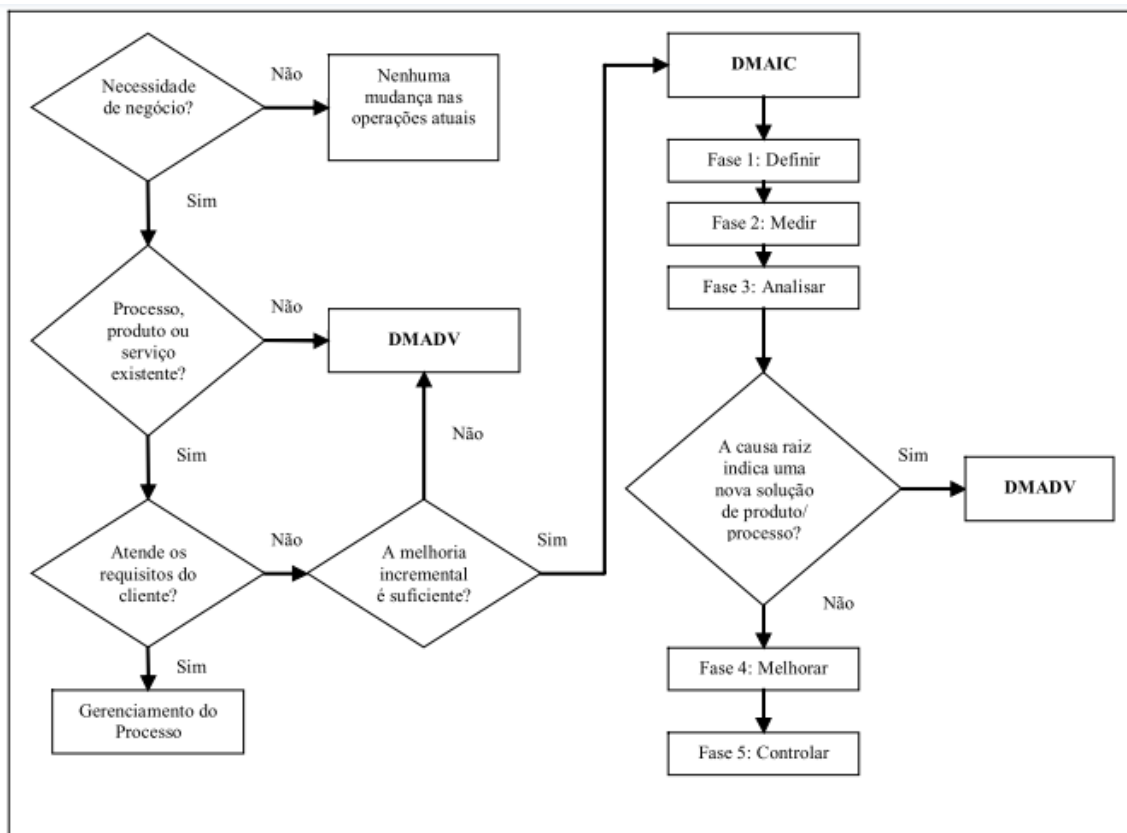 Necessidade
de negócio?
Não
Nenhuma
mudança nas
operações atuais
Sim
Processo,
produto ou
serviço
existente?
Não
DMADV
Sim
Não
Atende os
requisitos do
cliente?
Não
A melhoria
incremental
é suficiente?
Sim
Sim
Gerenciamento do
Processo
DMAIC
Fase 1: Definir
Fase 2: Medir
Fase 3: Analisar
A causa raiz
indica uma
nova solução
de produto/
processo?
Sim
DMADV
Não
Fase 4: Melhorar
Fase 5: Controlar